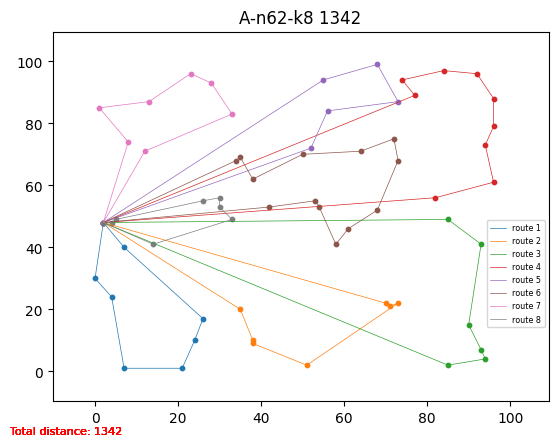 A-n62-k8 1342
100
80
60
40
20
0
0 20 40 60 80 100
route 1
route 2
route 3
route 4
route 5
route 6
route 7
route 8
Total distance: 1342